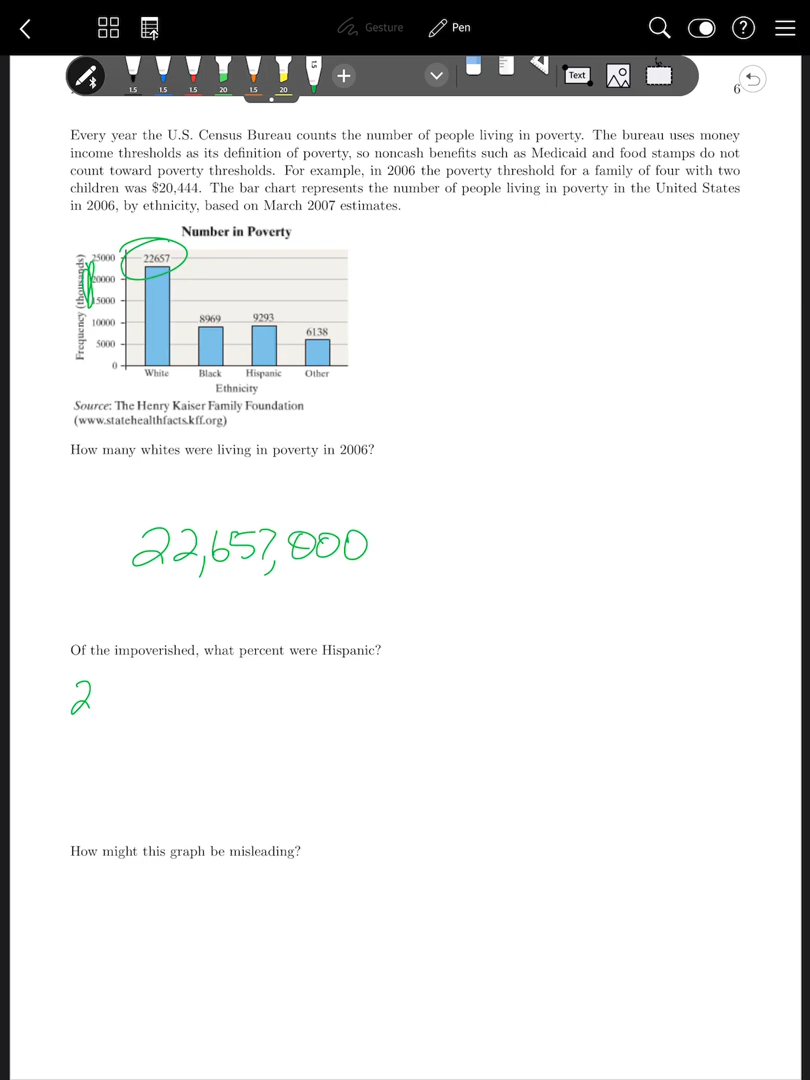 Gesture Pen
1.5 1.5 1.5 20 1.5 20 1.5 Text
6
Every year the U.S. Census Bureau counts the number of people living in poverty. The bureau uses money
income thresholds as its definition of poverty, so noncash benefits such as Medicaid and food stamps do not
count toward poverty thresholds. For example, in 2006 the poverty threshold for a family of four with two
children was $20,444. The bar chart represents the number of people living in poverty in the United States
in 2006, by ethnicity, based on March 2007 estimates.
Number in Poverty
Frequency (thousands)
25000
20000
15000
10000
5000
0
22657
8969
9293
6138
White Black Hispanic Other
Ethnicity
Source: The Henry Kaiser Family Foundation
(www.statehealthfacts.kff.org)
How many whites were living in poverty in 2006?
22,657,000
Of the impoverished, what percent were Hispanic?
2
How might this graph be misleading?